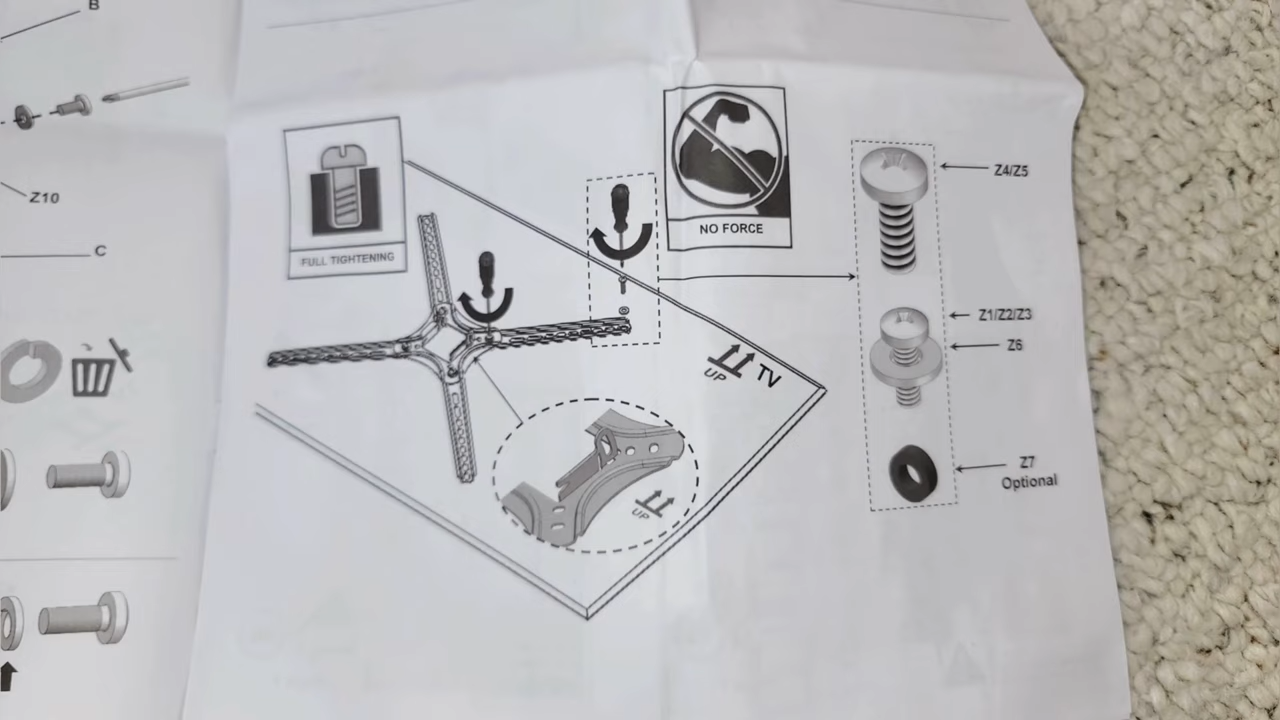 B
Z10
C
FULL TIGHTENING
NO FORCE
UP
TV
UP
Z4/Z5
Z1/Z2/Z3
Z6
Z7
Optional